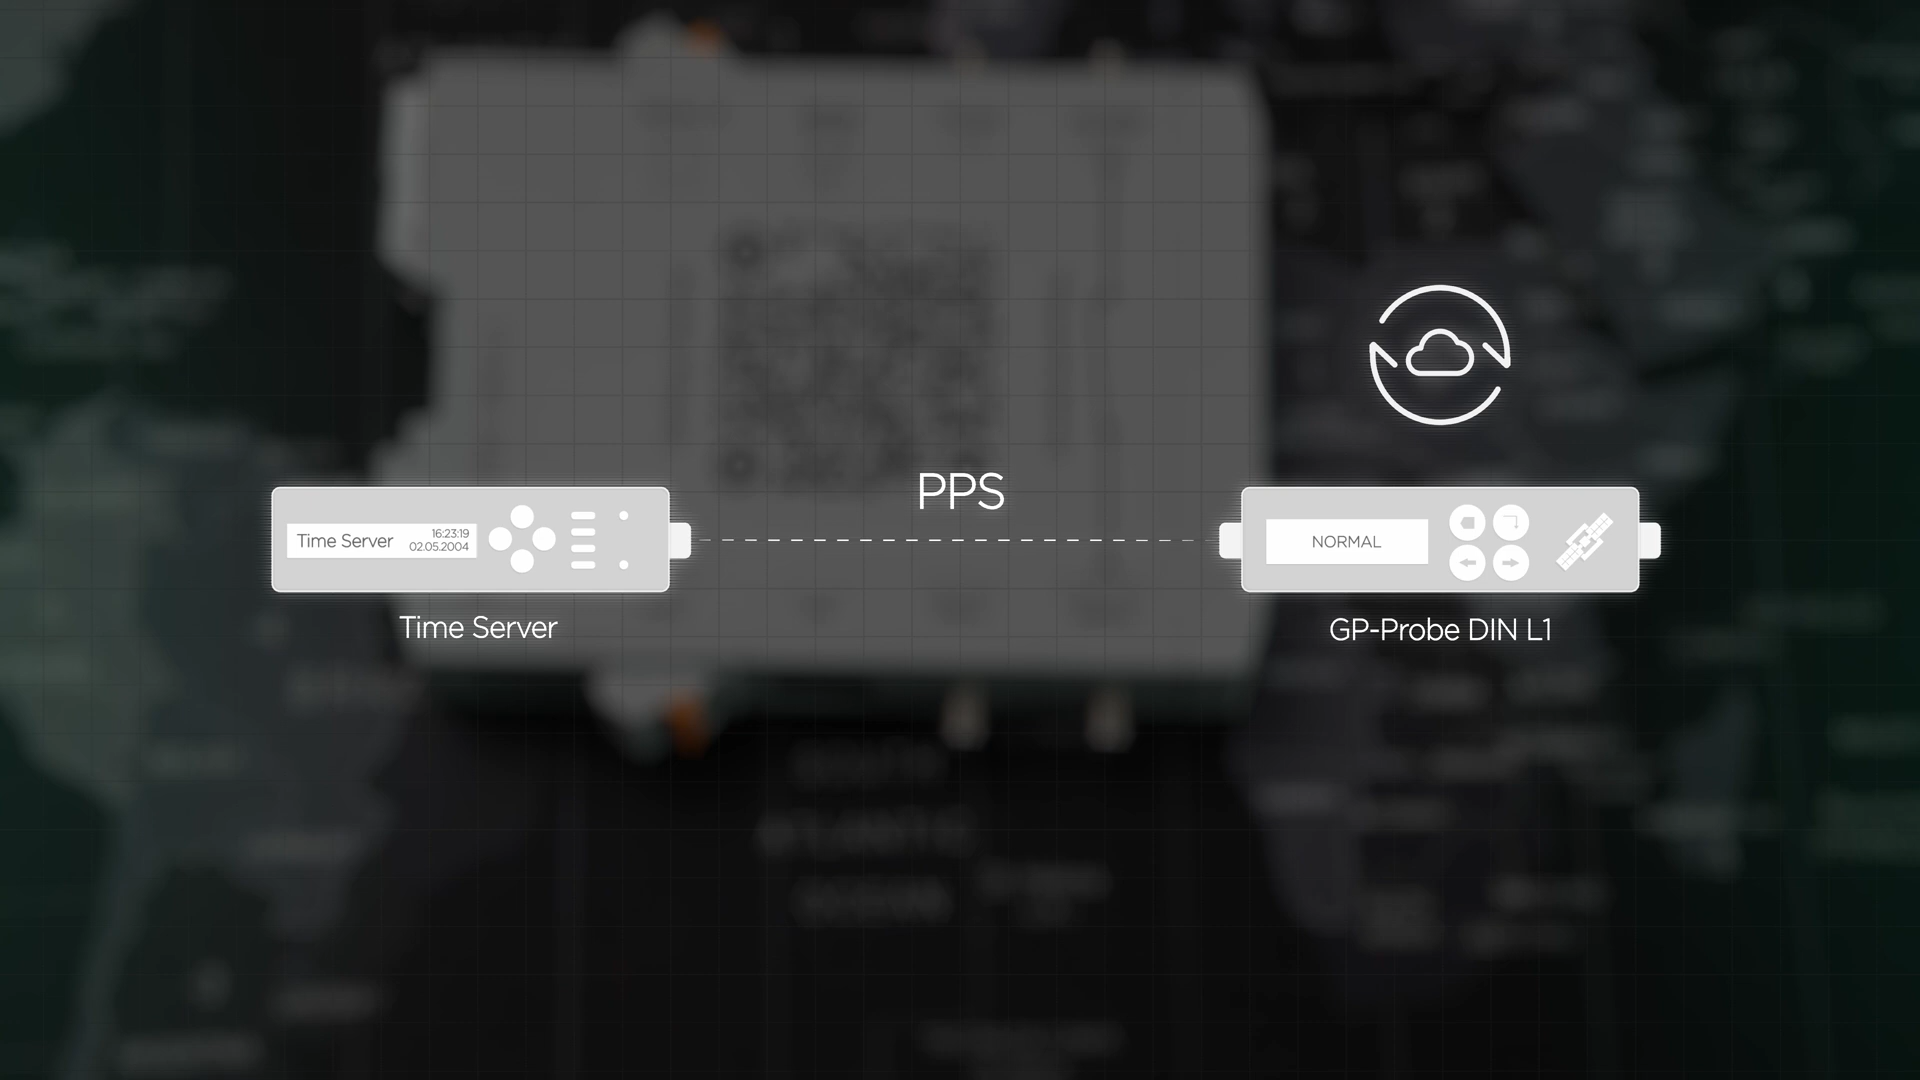 PPS
Time Server
16:23:19
02.05.2004
NORMAL
Time Server
GP-Probe DIN L1